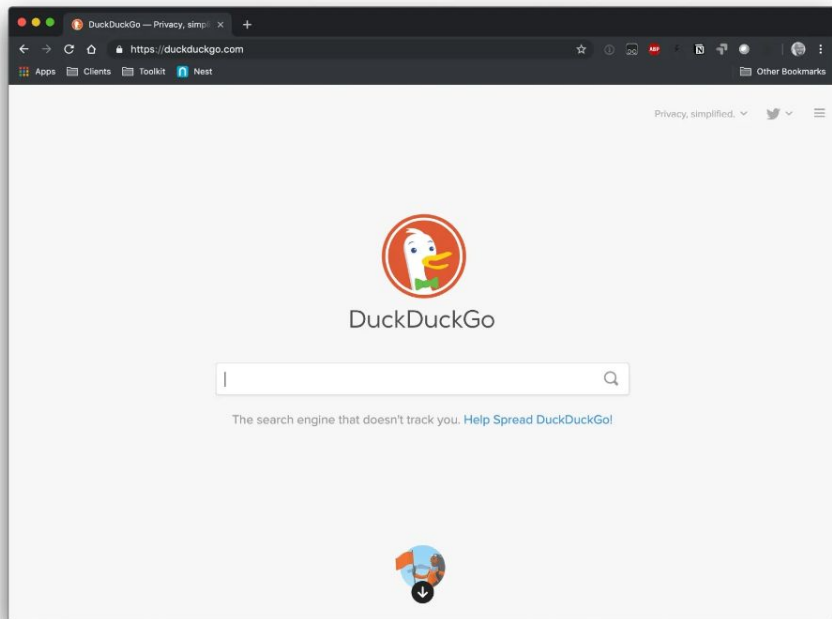 DuckDuckGo — Privacy, simpl
https://duckduckgo.com
ABP
Apps Clients Toolkit Nest Other Bookmarks
Privacy, simplified.
DuckDuckGo
The search engine that doesn't track you. Help Spread DuckDuckGo!